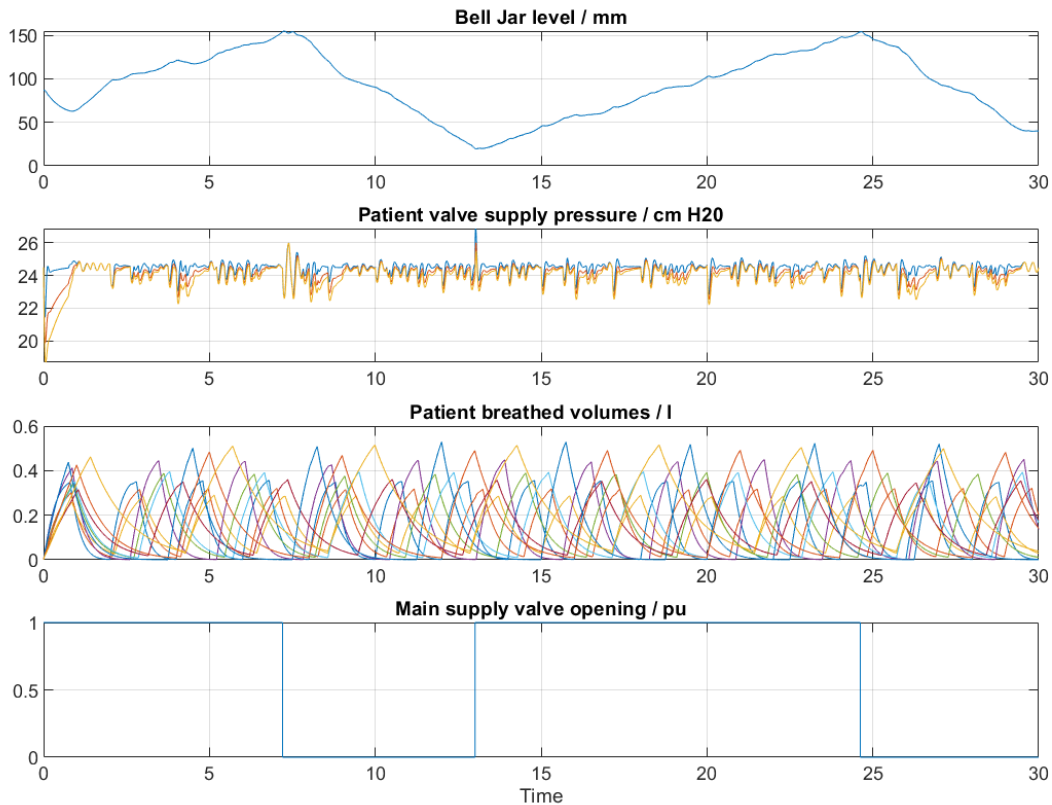 Bell Jar level / mm
150
100
50
0
0 5 10 15 20 25 30
Patient valve supply pressure / cm H20
26
24
22
20
0 5 10 15 20 25 30
Patient breathed volumes / l
0.6
0.4
0.2
0
0 5 10 15 20 25 30
Main supply valve opening / pu
1
0.5
0
0 5 10 15 20 25 30
Time